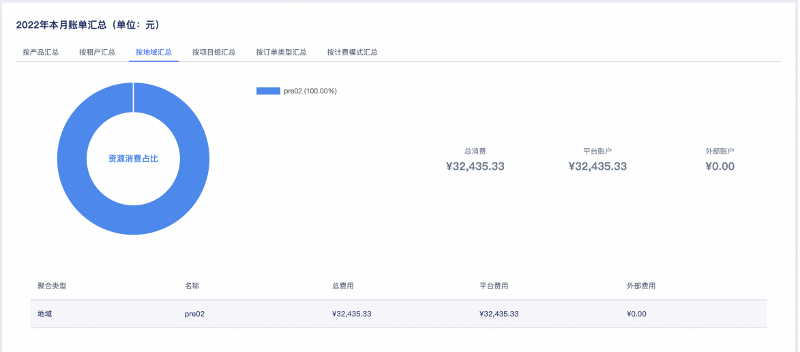 2022年本月账单汇总（单位：元）
按产品汇总 按租户汇总 按地域汇总 按项目组汇总 按订单类型汇总 按计费模式汇总
pre02 (100.00%)
资源消费占比
总消费 平台账户 外部账户
¥32,435.33 ¥32,435.33 ¥0.00
聚合类型 名称 总费用 平台费用 外部费用
地域 pre02 ¥32,435.33 ¥32,435.33 ¥0.00